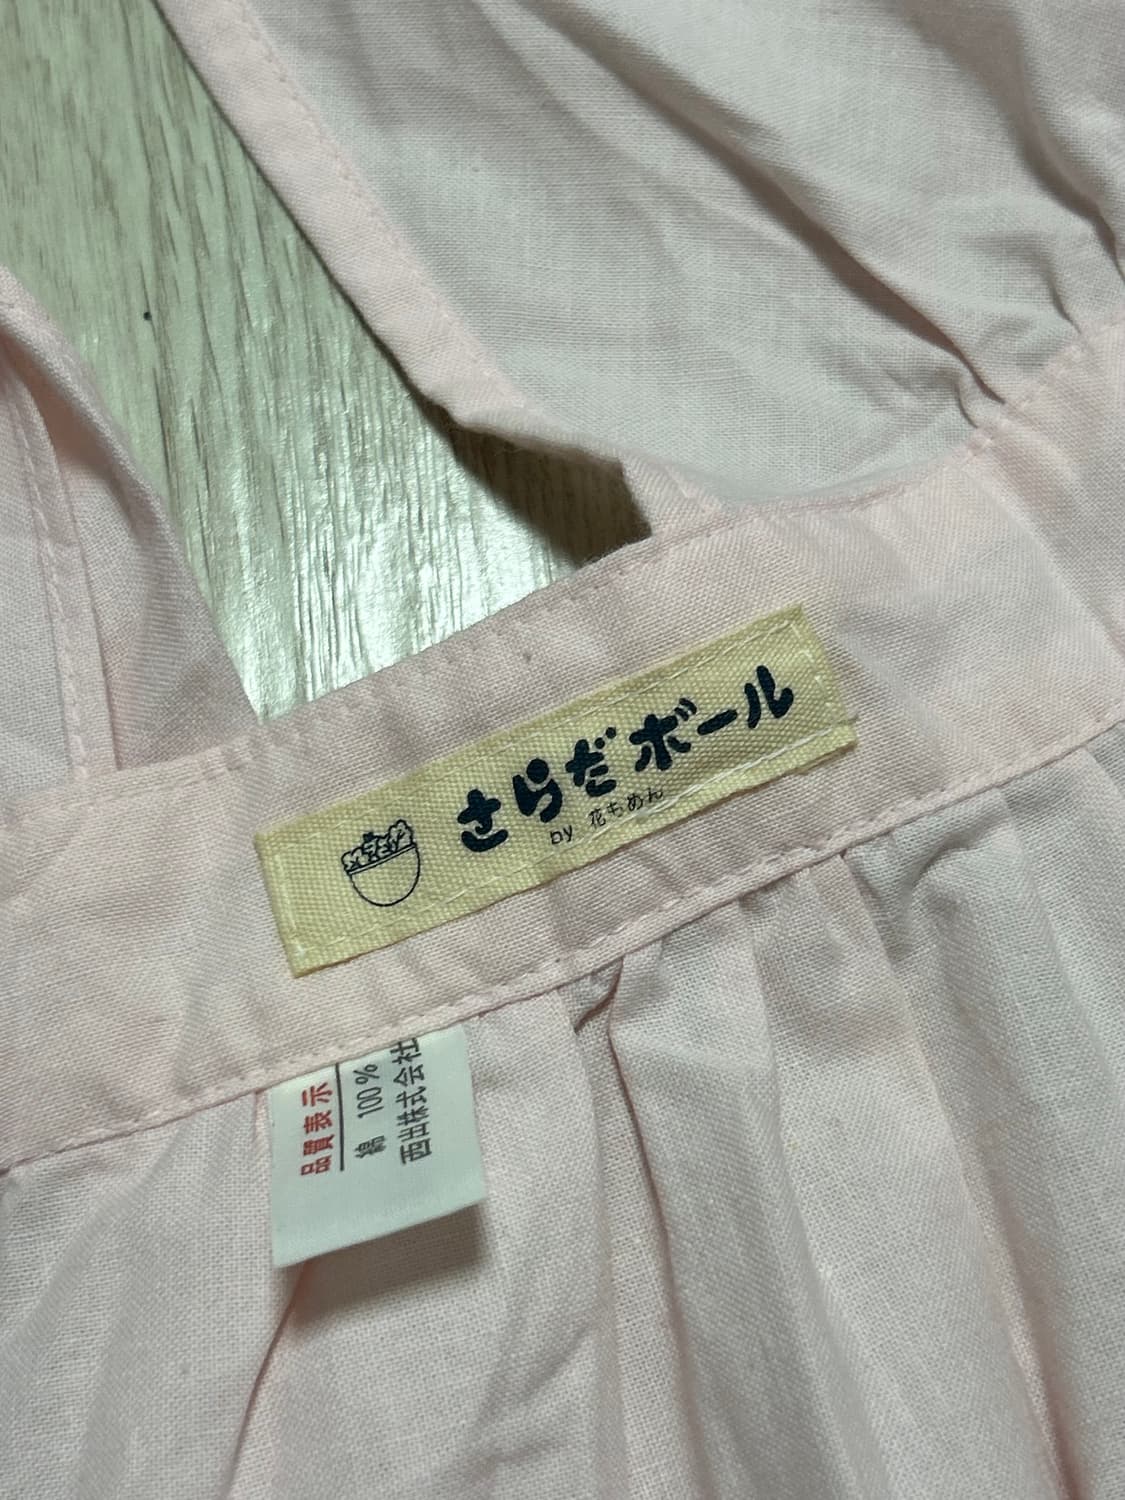 さらだボール
by 花もめん
品質表示
綿 100%
西出株式会社